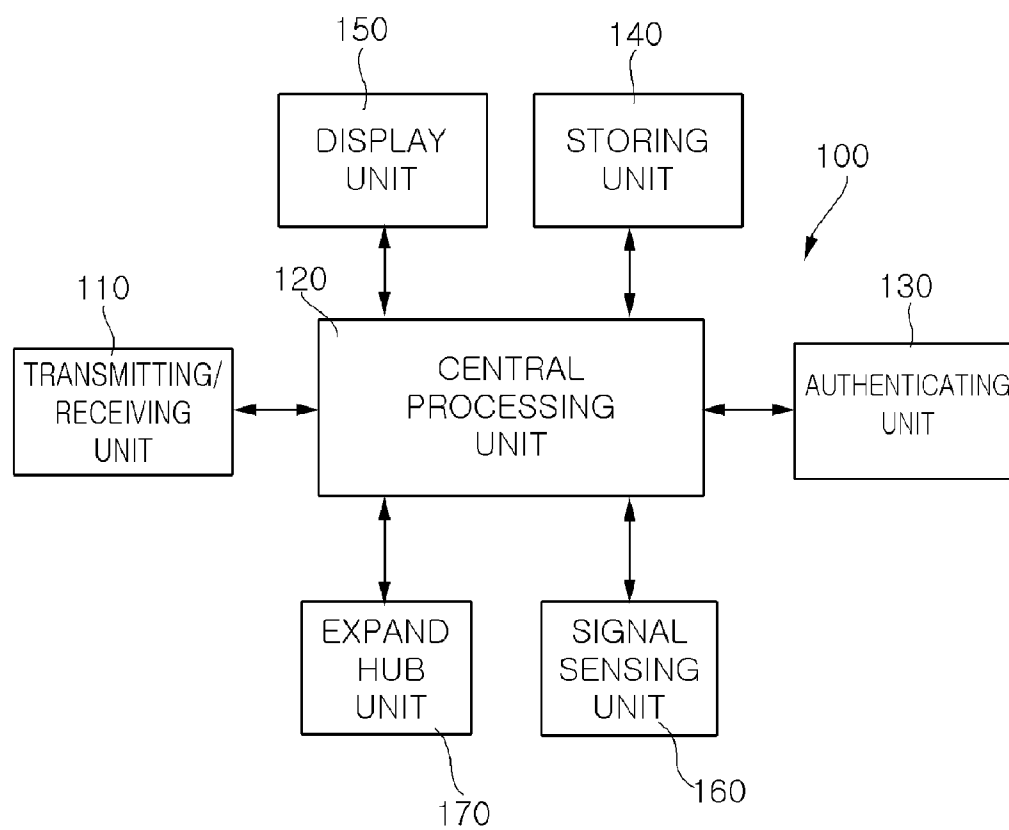 150
140
DISPLAY
UNIT
STORING
UNIT
100
120
110
130
TRANSMITTING/
RECEIVING
UNIT
CENTRAL
PROCESSING
UNIT
AUTHENTICATING
UNIT
EXPAND
HUB
UNIT
SIGNAL
SENSING
UNIT
170
160